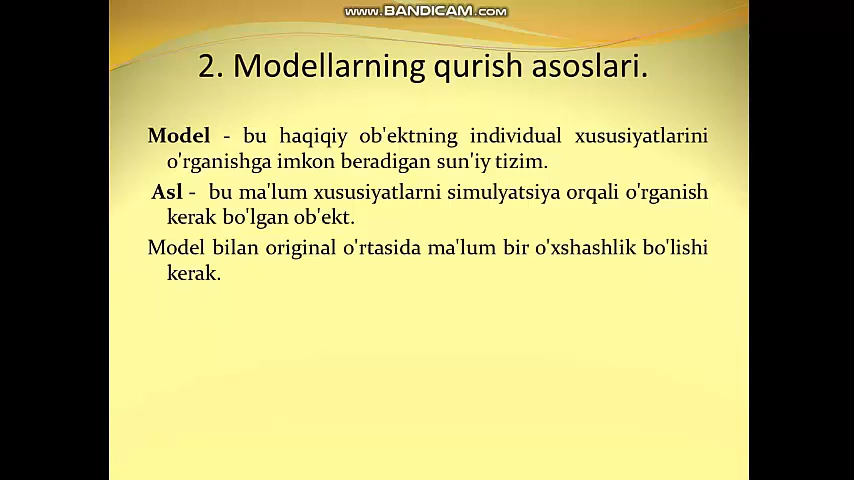 www.BANDICAM.com
2. Modellarning qurish asoslari.
Model - bu haqiqiy ob'ektning individual xususiyatlarini
o'rganishga imkon beradigan sun'iy tizim.
Asl - bu ma'lum xususiyatlarni simulyatsiya orqali o'rganish
kerak bo'lgan ob'ekt.
Model bilan original o'rtasida ma'lum bir o'xshashlik bo'lishi
kerak.